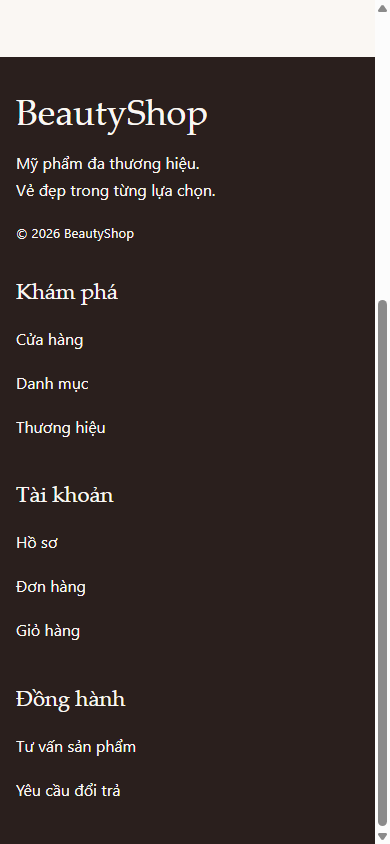 BeautyShop
Mỹ phẩm đa thương hiệu.
Vẻ đẹp trong từng lựa chọn.
© 2026 BeautyShop
Khám phá
Cửa hàng
Danh mục
Thương hiệu
Tài khoản
Hồ sơ
Đơn hàng
Giỏ hàng
Đồng hành
Tư vấn sản phẩm
Yêu cầu đổi trả